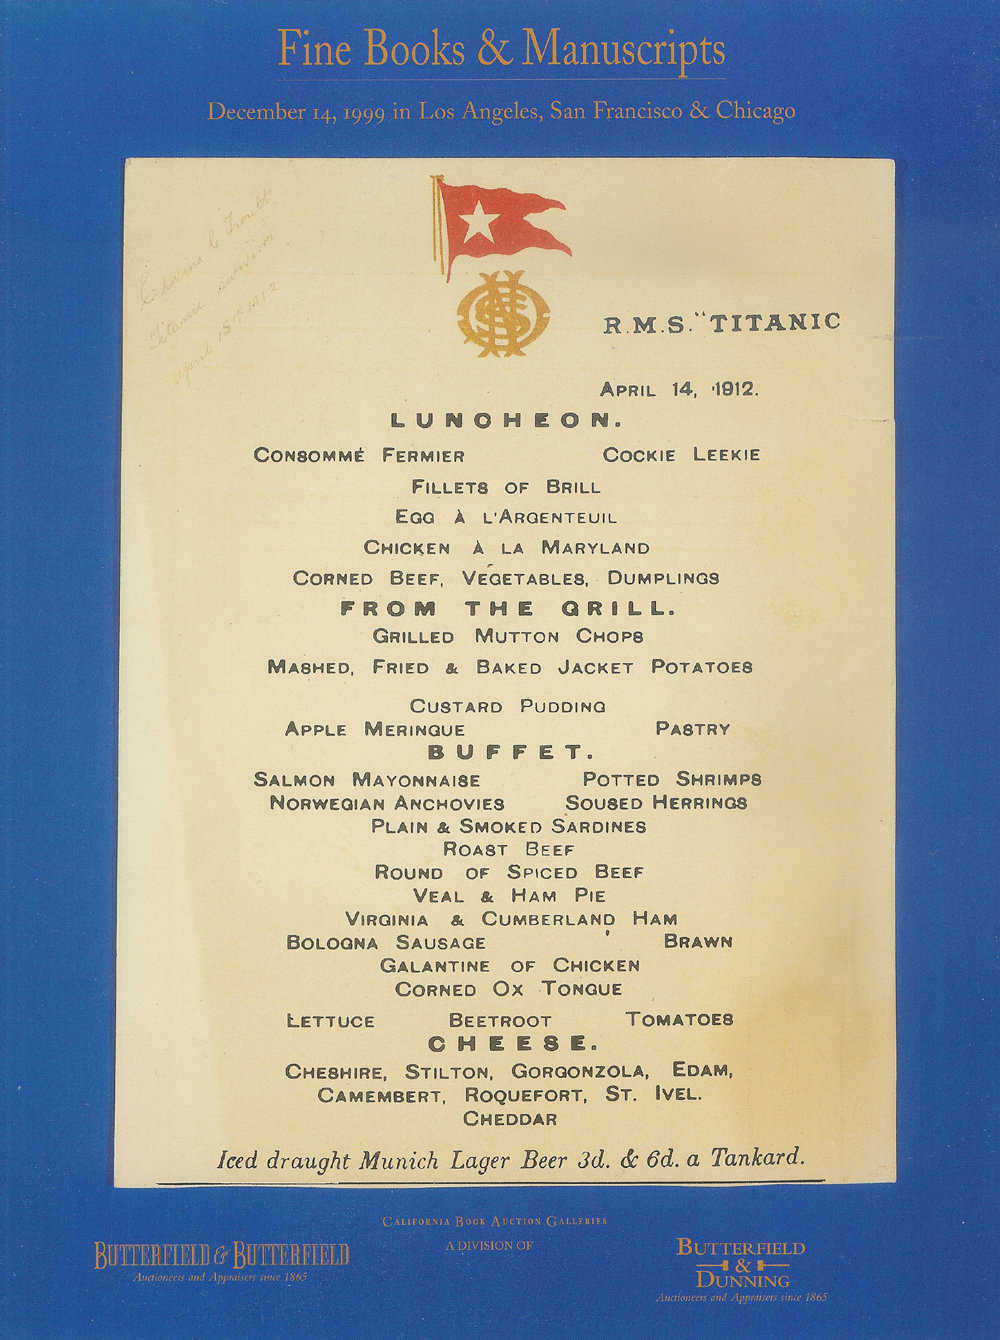 Fine Books & Manuscripts
December 14, 1999 in Los Angeles, San Francisco & Chicago
Titanic survivor
April 15th 1912
R.M.S. "TITANIC
APRIL 14, 1912.
LUNCHEON.
CONSOMMÉ FERMIER COCKIE LEEKIE
FILLETS OF BRILL
EGG À L'ARGENTEUIL
CHICKEN À LA MARYLAND
CORNED BEEF, VEGETABLES, DUMPLINGS
FROM THE GRILL.
GRILLED MUTTON CHOPS
MASHED, FRIED & BAKED JACKET POTATOES
CUSTARD PUDDING
APPLE MERINGUE PASTRY
BUFFET.
SALMON MAYONNAISE POTTED SHRIMPS
NORWEGIAN ANCHOVIES SOUSED HERRINGS
PLAIN & SMOKED SARDINES
ROAST BEEF
ROUND OF SPICED BEEF
VEAL & HAM PIE
VIRGINIA & CUMBERLAND HAM
BOLOGNA SAUSAGE BRAWN
GALANTINE OF CHICKEN
CORNED OX TONGUE
LETTUCE BEETROOT TOMATOES
CHEESE.
CHESHIRE, STILTON, GORGONZOLA, EDAM,
CAMEMBERT, ROQUEFORT, ST. IVEL.
CHEDDAR
Iced draught Munich Lager Beer 3d. & 6d. a Tankard.
CALIFORNIA BOOK AUCTION GALLERIES
A DIVISION OF
BUTTERFIELD & BUTTERFIELD
Auctioneers and Appraisers since 1865
BUTTERFIELD
&
DUNNING
Auctioneers and Appraisers since 1865